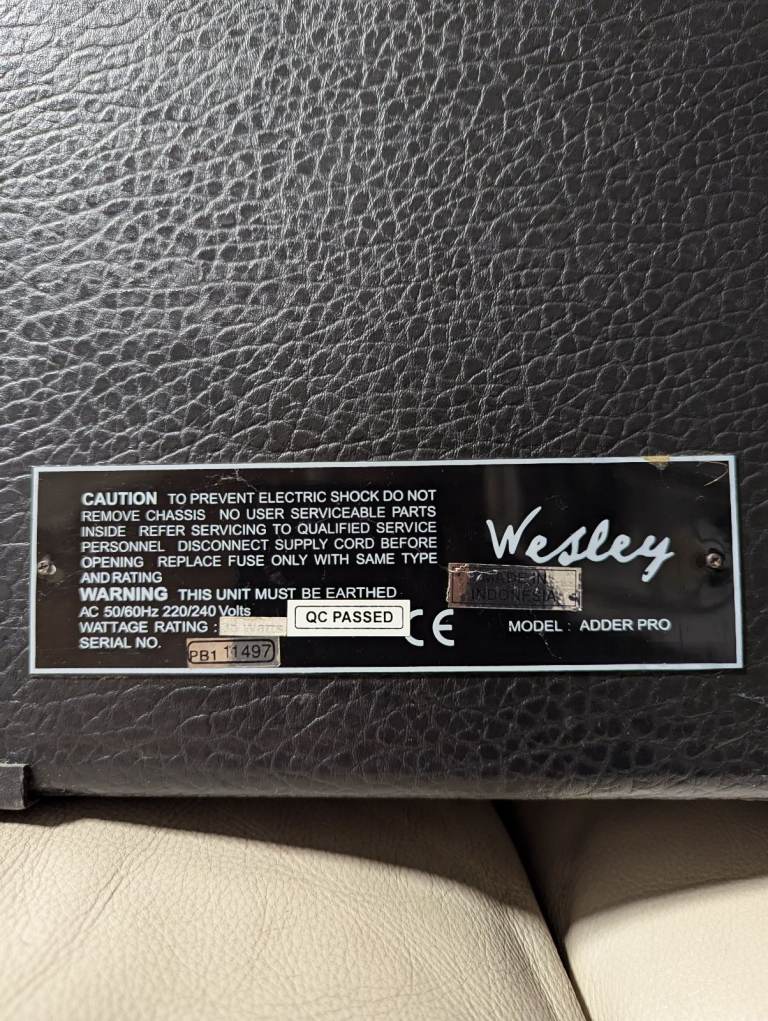 CAUTION TO PREVENT ELECTRIC SHOCK DO NOT
REMOVE CHASSIS NO USER SERVICEABLE PARTS
INSIDE REFER SERVICING TO QUALIFIED SERVICE
PERSONNEL DISCONNECT SUPPLY CORD BEFORE
OPENING REPLACE FUSE ONLY WITH SAME TYPE
AND RATING
WARNING THIS UNIT MUST BE EARTHED
AC 50/60Hz 220/240 Volts
WATTAGE RATING : Watts
QC PASSED
CE
SERIAL NO.
PB1 11497
Wesley
MADE IN
INDONESIA
MODEL : ADDER PRO